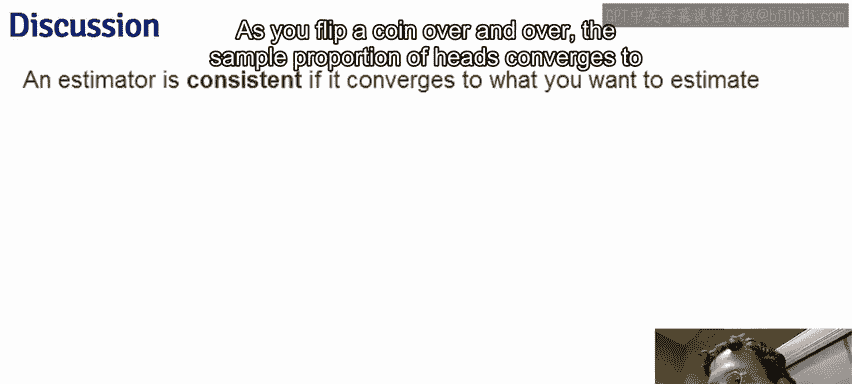 Discussion
As you flip a coin over and over, the
sample proportion of heads converges to
An estimator is consistent if it converges to what you want to estimate